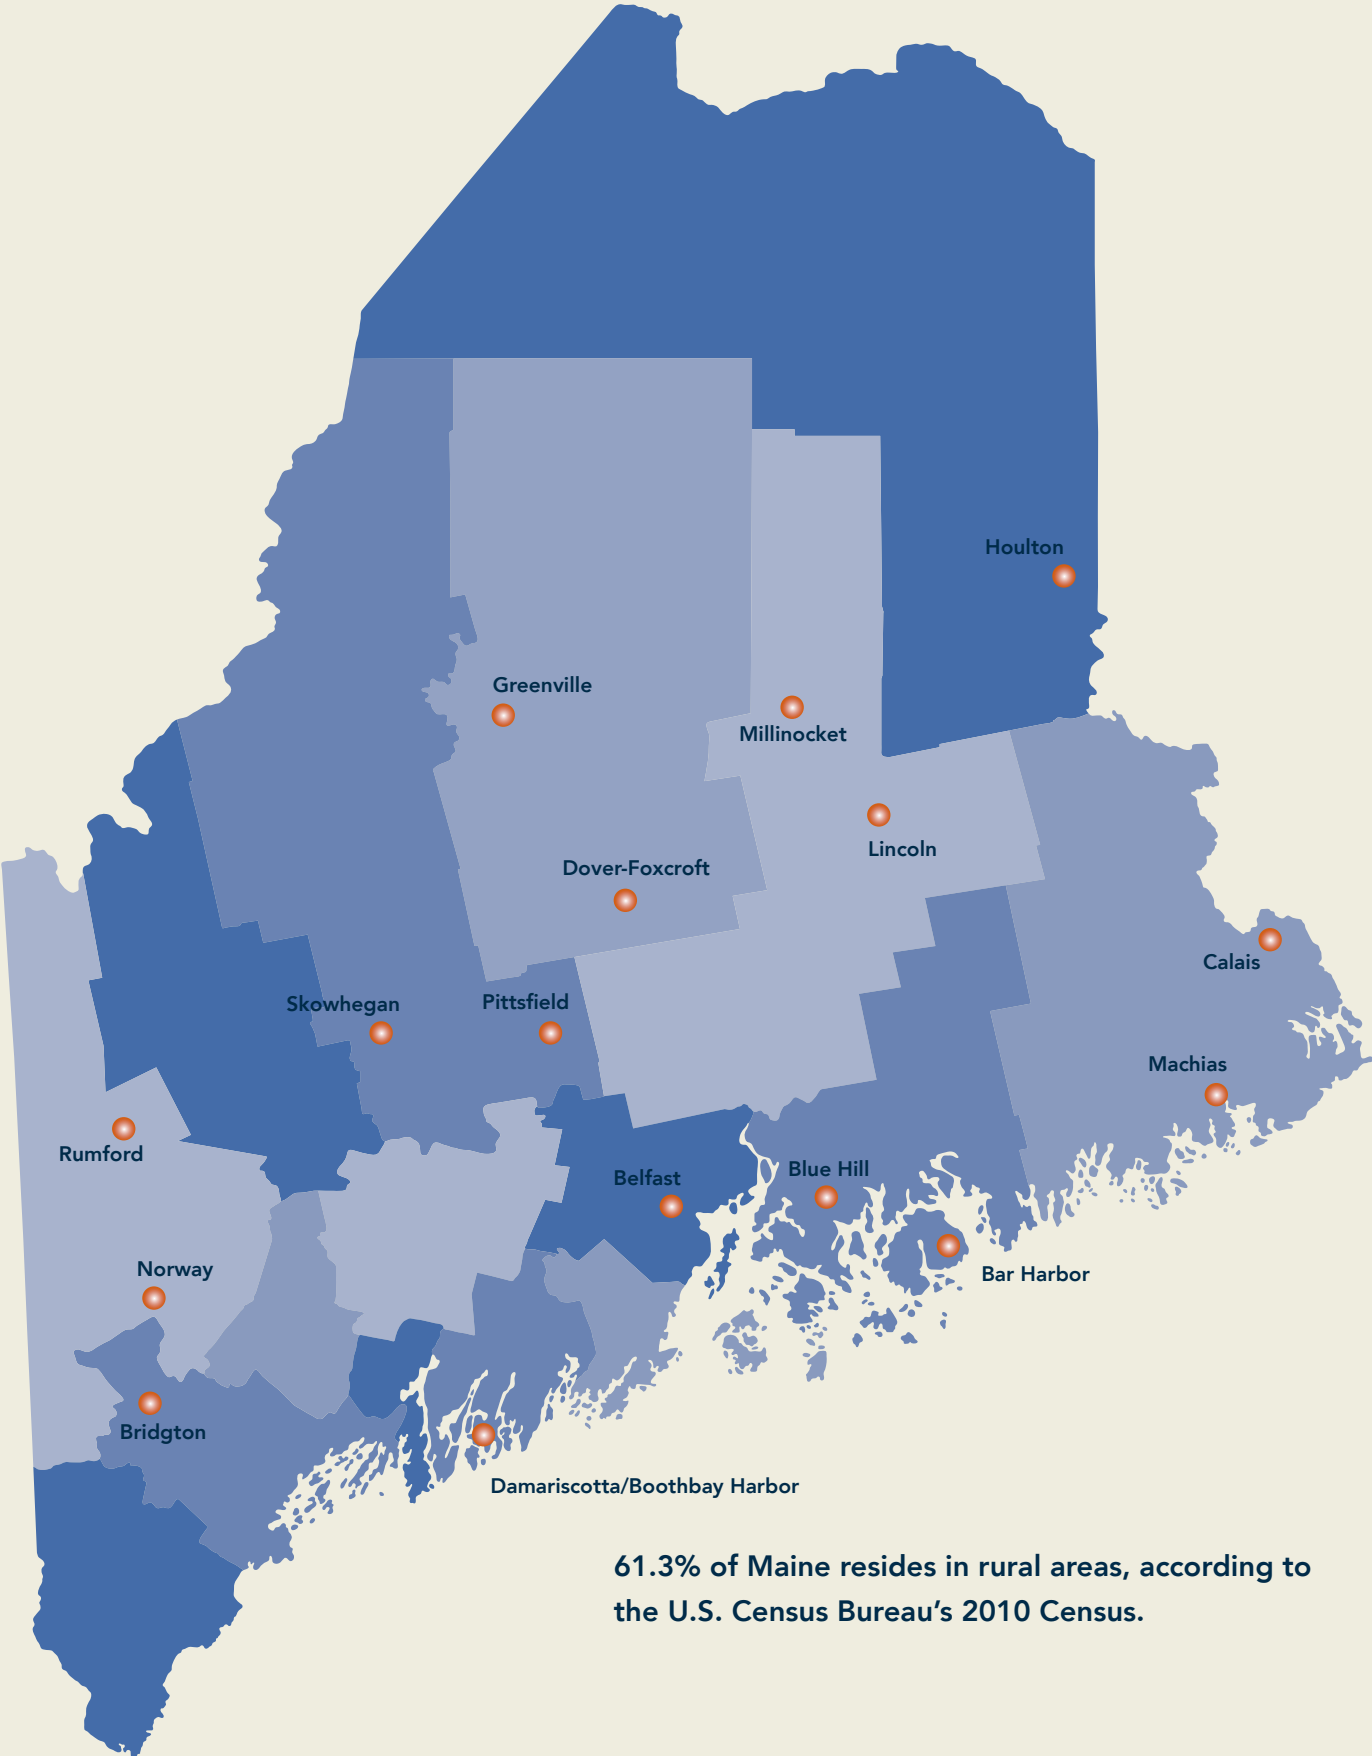 Houlton
Greenville
Millinocket
Lincoln
Dover-Foxcroft
Calais
Skowhegan
Pittsfield
Machias
Rumford
Belfast
Blue Hill
Norway
Bar Harbor
Bridgton
Damariscotta/Boothbay Harbor
61.3% of Maine resides in rural areas, according to
the U.S. Census Bureau’s 2010 Census.